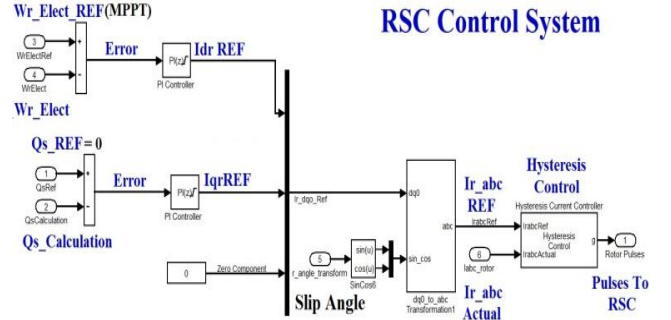 RSC Control System
Wr_Elect_REF(MPPT)
3
WrElectRef
4
WrElect
Wr_Elect
+
-
Error
PI(z)
PI Controller
Idr REF
Qs_REF = 0
1
QsRef
2
QsCalculation
Qs_Calculation
+
-
Error
PI(z)
PI Controller
IqrREF
0
Zero Component
Ir_dqo_Ref
5
r_angle_transform
Slip Angle
sin(u)
cos(u)
SinCos6
dq0
sin_cos
abc
dq0_to_abc
Transformation1
Ir_abc
REF
IrabcRef
6
Iabc_rotor
Ir_abc
Actual
Hysteresis
Control
Hysteresis Current Controller
IrabcRef
Hysteresis
Control
IrabcActual
g
1
Rotor Pulses
Pulses To
RSC